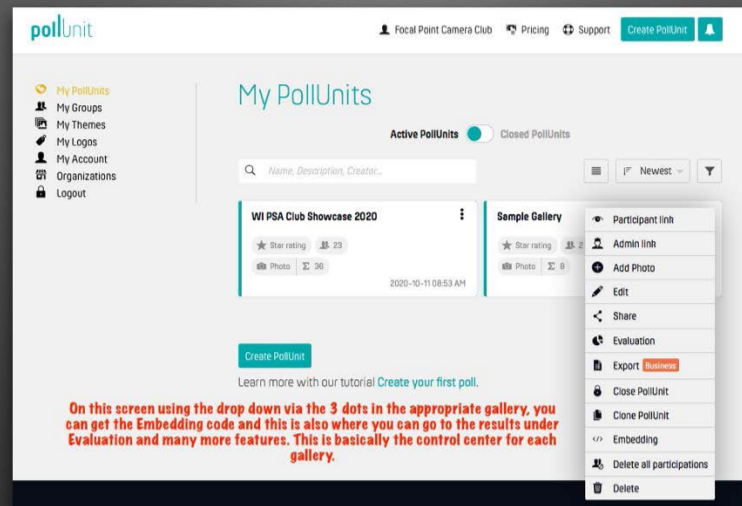 pollUnit
Focal Point Camera Club
Pricing
Support
Create PollUnit
My PollUnits
My Groups
My Themes
My Logos
My Account
Organizations
Logout
My PollUnits
Active PollUnits
Closed PollUnits
Name, Description, Creator...
Newest
WI PSA Club Showcase 2020
Star rating 23
Photo Σ 36
2020-10-11 08:53 AM
Sample Gallery
Star rating 2
Photo Σ 8
Participant link
Admin link
Add Photo
Edit
Share
Evaluation
Export Business
Close PollUnit
Clone PollUnit
</> Embedding
Delete all participations
Delete
Create PollUnit
Learn more with our tutorial Create your first poll.
On this screen using the drop down via the 3 dots in the appropriate gallery, you
can get the Embedding code and this is also where you can go to the results under
Evaluation and many more features. This is basically the control center for each
gallery.